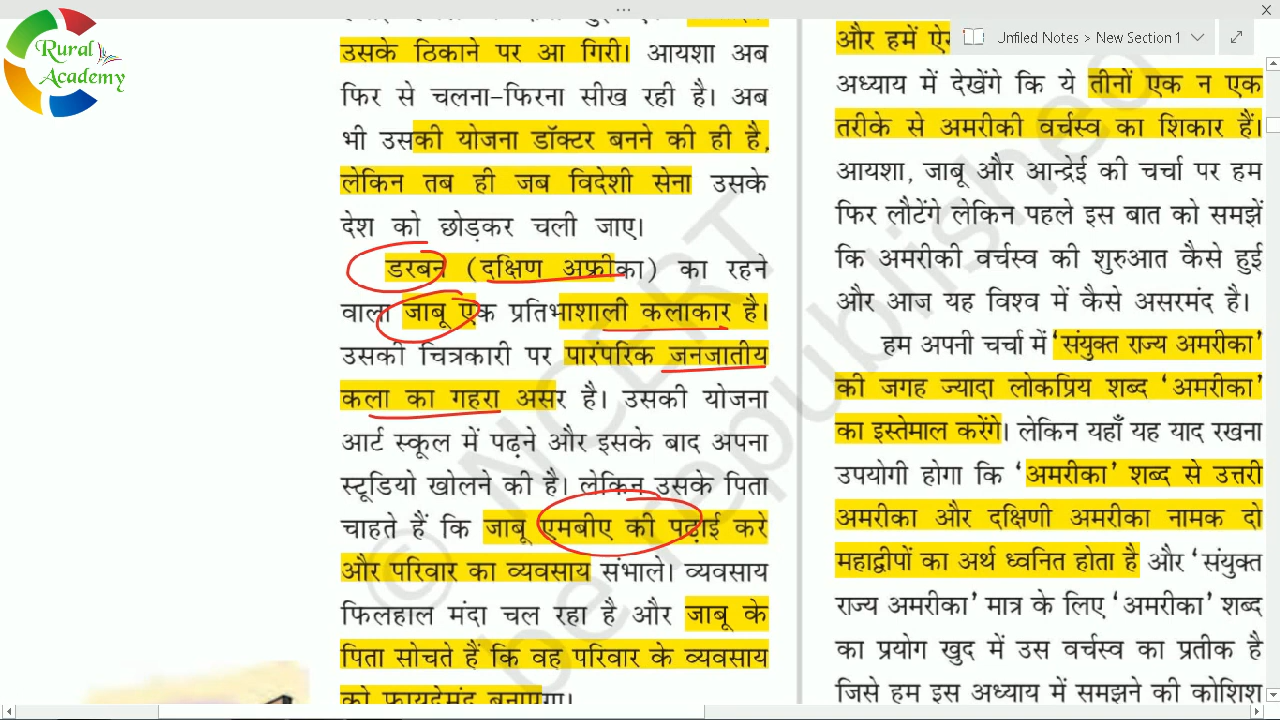 Rural
Academy
उसके ठिकाने पर आ गिरी। आयशा अब
फिर से चलना-फिरना सीख रही है। अब
भी उसकी योजना डॉक्टर बनने की ही है,
लेकिन तब ही जब विदेशी सेना उसके
देश को छोड़कर चली जाए।
डरबन (दक्षिण अफ्रीका) का रहने
वाला जाबू एक प्रतिभाशाली कलाकार है।
उसकी चित्रकारी पर पारंपरिक जनजातीय
कला का गहरा असर है। उसकी योजना
आर्ट स्कूल में पढ़ने और इसके बाद अपना
स्टूडियो खोलने की है। लेकिन उसके पिता
चाहते हैं कि जाबू एमबीए की पढ़ाई करे
और परिवार का व्यवसाय संभाले। व्यवसाय
फिलहाल मंदा चल रहा है और जाबू के
पिता सोचते हैं कि वह परिवार के व्यवसाय
को फायदेमंद बनाएगा।
Unfiled Notes > New Section 1
और हमें
अध्याय में देखेंगे कि ये तीनों एक न एक
तरीके से अमरीकी वर्चस्व का शिकार हैं।
आयशा, जाबू और आन्द्रेई की चर्चा पर हम
फिर लौटेंगे लेकिन पहले इस बात को समझें
कि अमरीकी वर्चस्व की शुरुआत कैसे हुई
और आज यह विश्व में कैसे असरमंद है।
हम अपनी चर्चा में 'संयुक्त राज्य अमरीका'
की जगह ज्यादा लोकप्रिय शब्द 'अमरीका'
का इस्तेमाल करेंगे। लेकिन यहाँ यह याद रखना
उपयोगी होगा कि 'अमरीका' शब्द से उत्तरी
अमरीका और दक्षिणी अमरीका नामक दो
महाद्वीपों का अर्थ ध्वनित होता है और 'संयुक्त
राज्य अमरीका' मात्र के लिए 'अमरीका' शब्द
का प्रयोग खुद में उस वर्चस्व का प्रतीक है
जिसे हम इस अध्याय में समझने की कोशिश
© NCERT
be republished